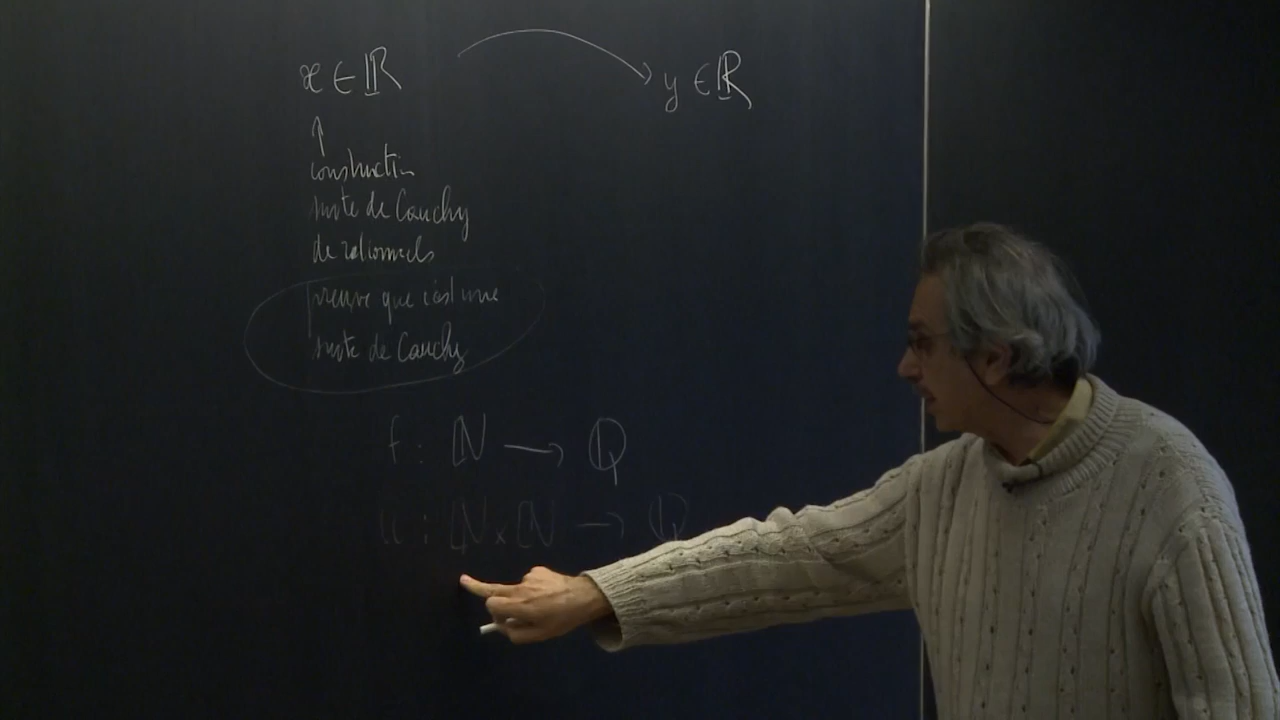 x ∈ ℝ → y ∈ ℝ
↑
construction
suite de Cauchy
de rationnels
preuve que c'est une
suite de Cauchy
f : ℕ → ℚ
u : ℕ × ℕ → ℚ